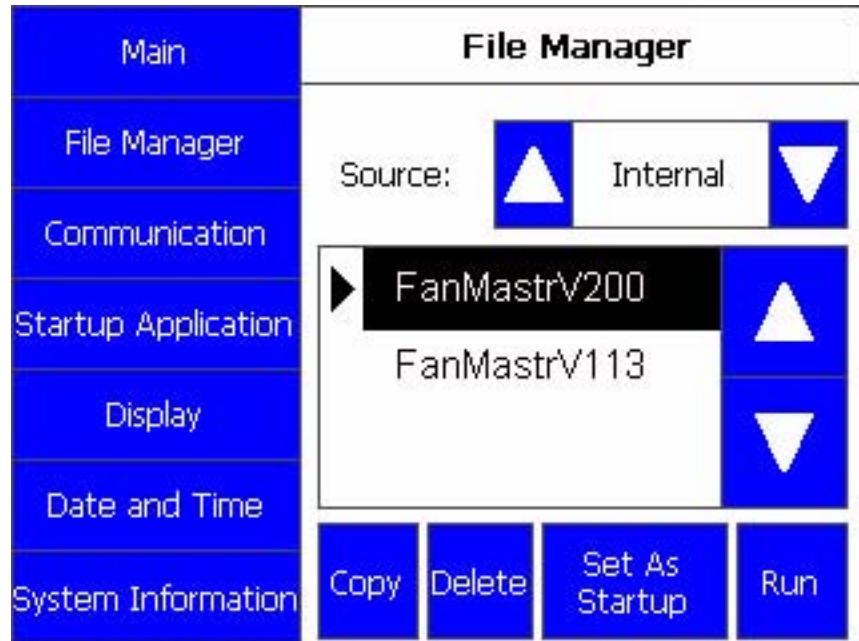 Main
File Manager
Communication
Startup Application
Display
Date and Time
System Information
File Manager
Source:
Internal
FanMastrV200
FanMastrV113
Copy
Delete
Set As
Startup
Run